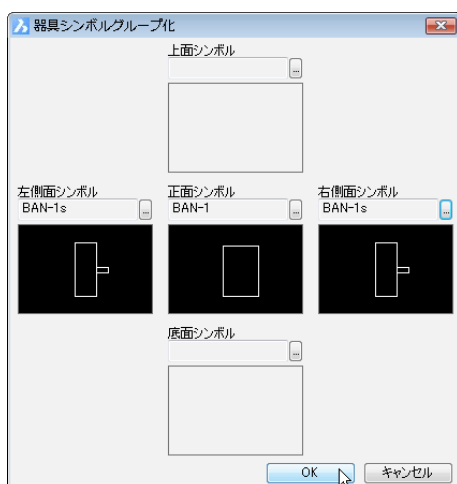 器具シンボルグループ化
上面シンボル
...
左側面シンボル
BAN-1s
...
正面シンボル
BAN-1
...
右側面シンボル
BAN-1s
...
底面シンボル
...
OK
キャンセル